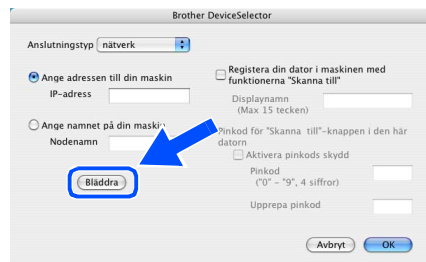 Brother DeviceSelector
Anslutningstyp nätverk
Ange adressen till din maskin
IP-adress
Ange namnet på din maskin
Nodenamn
Bläddra
Registera din dator i maskinen med
funktionerna "Skanna till"
Displaynamn
(Max 15 tecken)
Pinkod för "Skanna till"-knappen i den här
datorn
Aktivera pinkods skydd
Pinkod
("0" - "9", 4 siffror)
Upprepa pinkod
Avbryt
OK